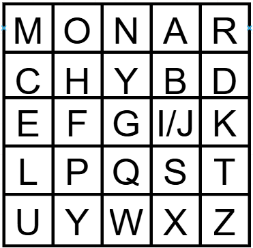 M O N A R
C H Y B D
E F G I/J K
L P Q S T
U Y W X Z